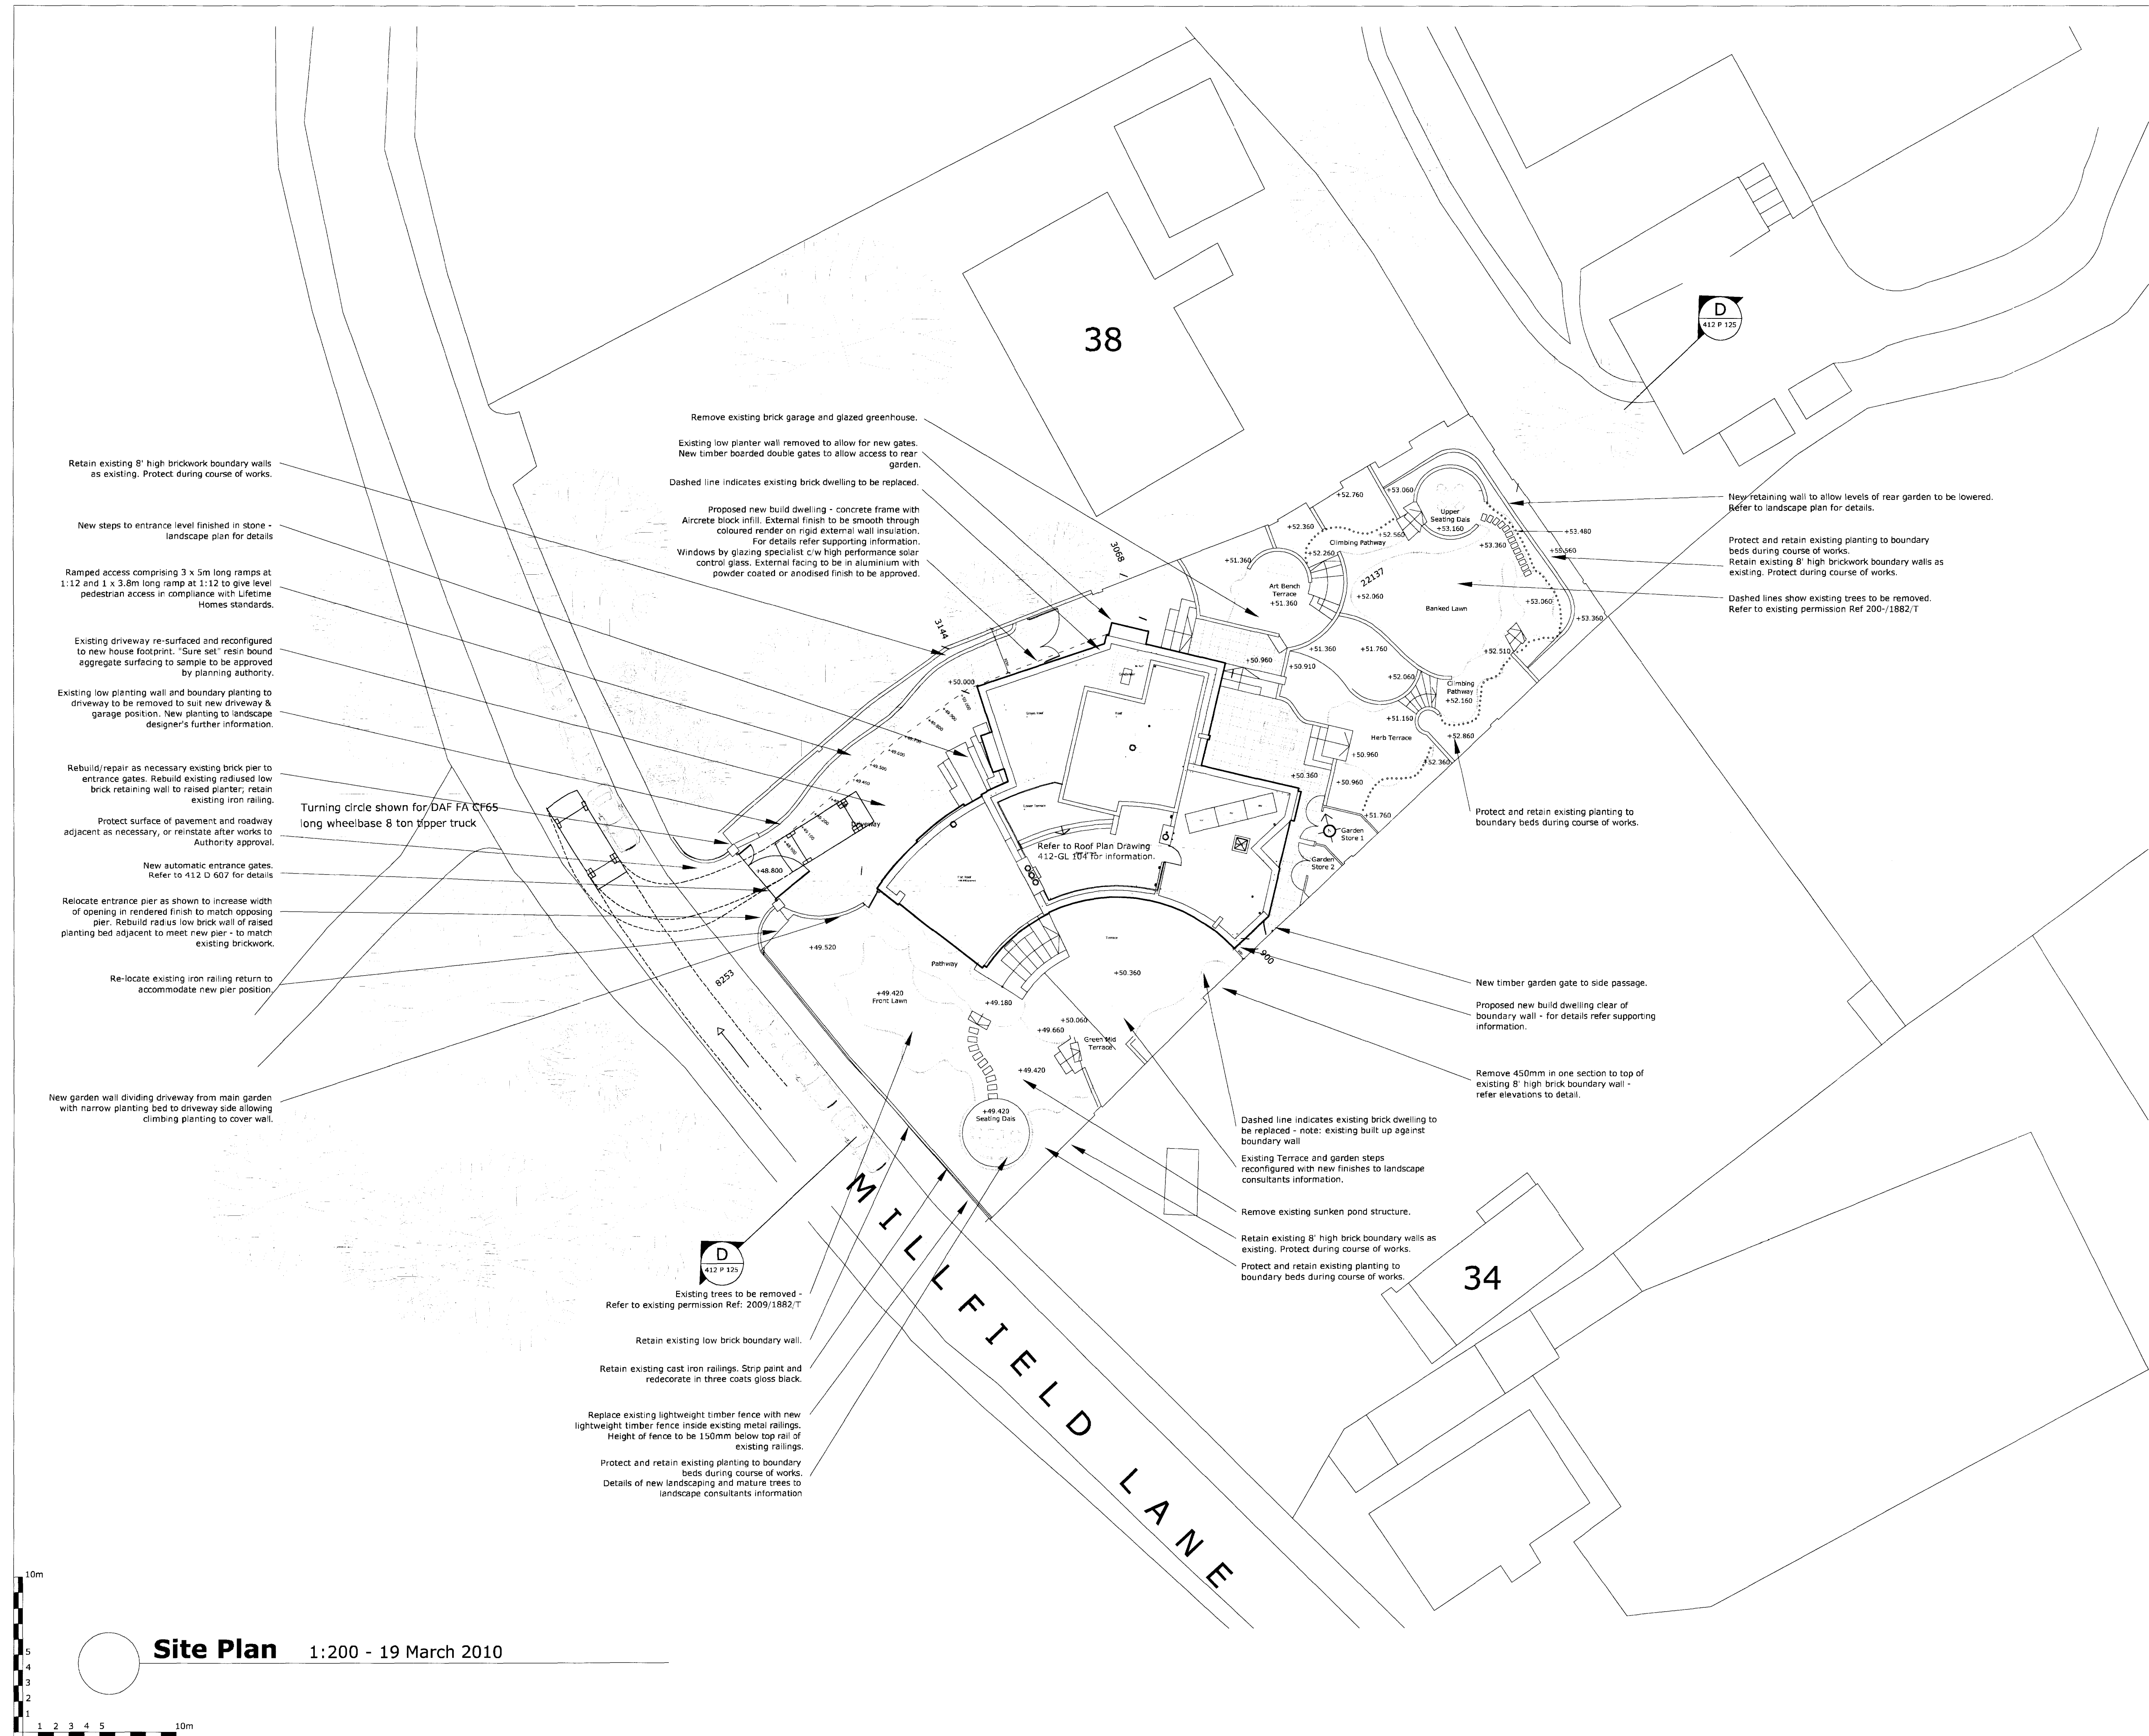 38
D
412 P 125
Remove existing brick garage and glazed greenhouse.
Existing low planter wall removed to allow for new gates.
New timber boarded double gates to allow access to rear
garden.
Dashed line indicates existing brick dwelling to be replaced.
Proposed new build dwelling - concrete frame with
Aircrete block infill. External finish to be smooth through
coloured render on rigid external wall insulation.
For details refer supporting information.
Windows by glazing specialist c/w high performance solar
control glass. External facing to be in aluminium with
powder coated or anodised finish to be approved.
Retain existing 8' high brickwork boundary walls
as existing. Protect during course of works.
New steps to entrance level finished in stone -
landscape plan for details
Ramped access comprising 3 x 5m long ramps at
1:12 and 1 x 3.8m long ramp at 1:12 to give level
pedestrian access in compliance with Lifetime
Homes standards.
Existing driveway re-surfaced and reconfigured
to new house footprint. "Sure set" resin bound
aggregate surfacing to sample to be approved
by planning authority.
Existing low planting wall and boundary planting to
driveway to be removed to suit new driveway &
garage position. New planting to landscape
designer's further information.
Rebuild/repair as necessary existing brick pier to
entrance gates. Rebuild existing radiused low
brick retaining wall to raised planter; retain
existing iron railing.
Protect surface of pavement and roadway
adjacent as necessary, or reinstate after works to
Authority approval.
New automatic entrance gates.
Refer to 412 D 607 for details
Relocate entrance pier as shown to increase width
of opening in rendered finish to match opposing
pier. Rebuild radius low brick wall of raised
planting bed adjacent to meet new pier - to match
existing brickwork.
Re-locate existing iron railing return to
accommodate new pier position.
New garden wall dividing driveway from main garden
with narrow planting bed to driveway side allowing
climbing planting to cover wall.
Turning circle shown for DAF FA CF65
long wheelbase 8 ton tipper truck
3144
3068
22137
8253
900
+52.760
+53.060
Upper
Seating Dais
+53.160
+52.360
+52.560
Climbing Pathway
+52.260
+51.360
Art Bench
Terrace
+51.360
+52.060
Banked Lawn
+53.360
+53.480
+55.560
+53.060
+53.360
+52.510
+51.360
+51.760
+50.960
+50.910
+52.060
Climbing
Pathway
+52.160
+51.160
Herb Terrace
+52.860
+52.360
+50.960
+50.360
+50.960
+51.760
Garden
Store 1
Garden
Store 2
+50.000
Driveway
+48.800
Refer to Roof Plan Drawing
412-GL 104 for information.
+49.520
Pathway
+49.420
Front Lawn
+49.180
+50.360
+50.060
+49.660
Green Mid
Terrace
+49.420
+49.420
Seating Dais
New retaining wall to allow levels of rear garden to be lowered.
Refer to landscape plan for details.
Protect and retain existing planting to boundary
beds during course of works.
Retain existing 8' high brickwork boundary walls as
existing. Protect during course of works.
Dashed lines show existing trees to be removed.
Refer to existing permission Ref 200-/1882/T
Protect and retain existing planting to
boundary beds during course of works.
New timber garden gate to side passage.
Proposed new build dwelling clear of
boundary wall - for details refer supporting
information.
Remove 450mm in one section to top of
existing 8' high brick boundary wall -
refer elevations to detail.
Dashed line indicates existing brick dwelling to
be replaced - note: existing built up against
boundary wall
Existing Terrace and garden steps
reconfigured with new finishes to landscape
consultants information.
Remove existing sunken pond structure.
Retain existing 8' high brick boundary walls as
existing. Protect during course of works.
Protect and retain existing planting to
boundary beds during course of works.
34
MILLFIELD LANE
D
412 P 125
Existing trees to be removed -
Refer to existing permission Ref: 2009/1882/T
Retain existing low brick boundary wall.
Retain existing cast iron railings. Strip paint and
redecorate in three coats gloss black.
Replace existing lightweight timber fence with new
lightweight timber fence inside existing metal railings.
Height of fence to be 150mm below top rail of
existing railings.
Protect and retain existing planting to boundary
beds during course of works.
Details of new landscaping and mature trees to
landscape consultants information
10m
5
4
3
2
1
1 2 3 4 5 10m
Site Plan 1:200 - 19 March 2010